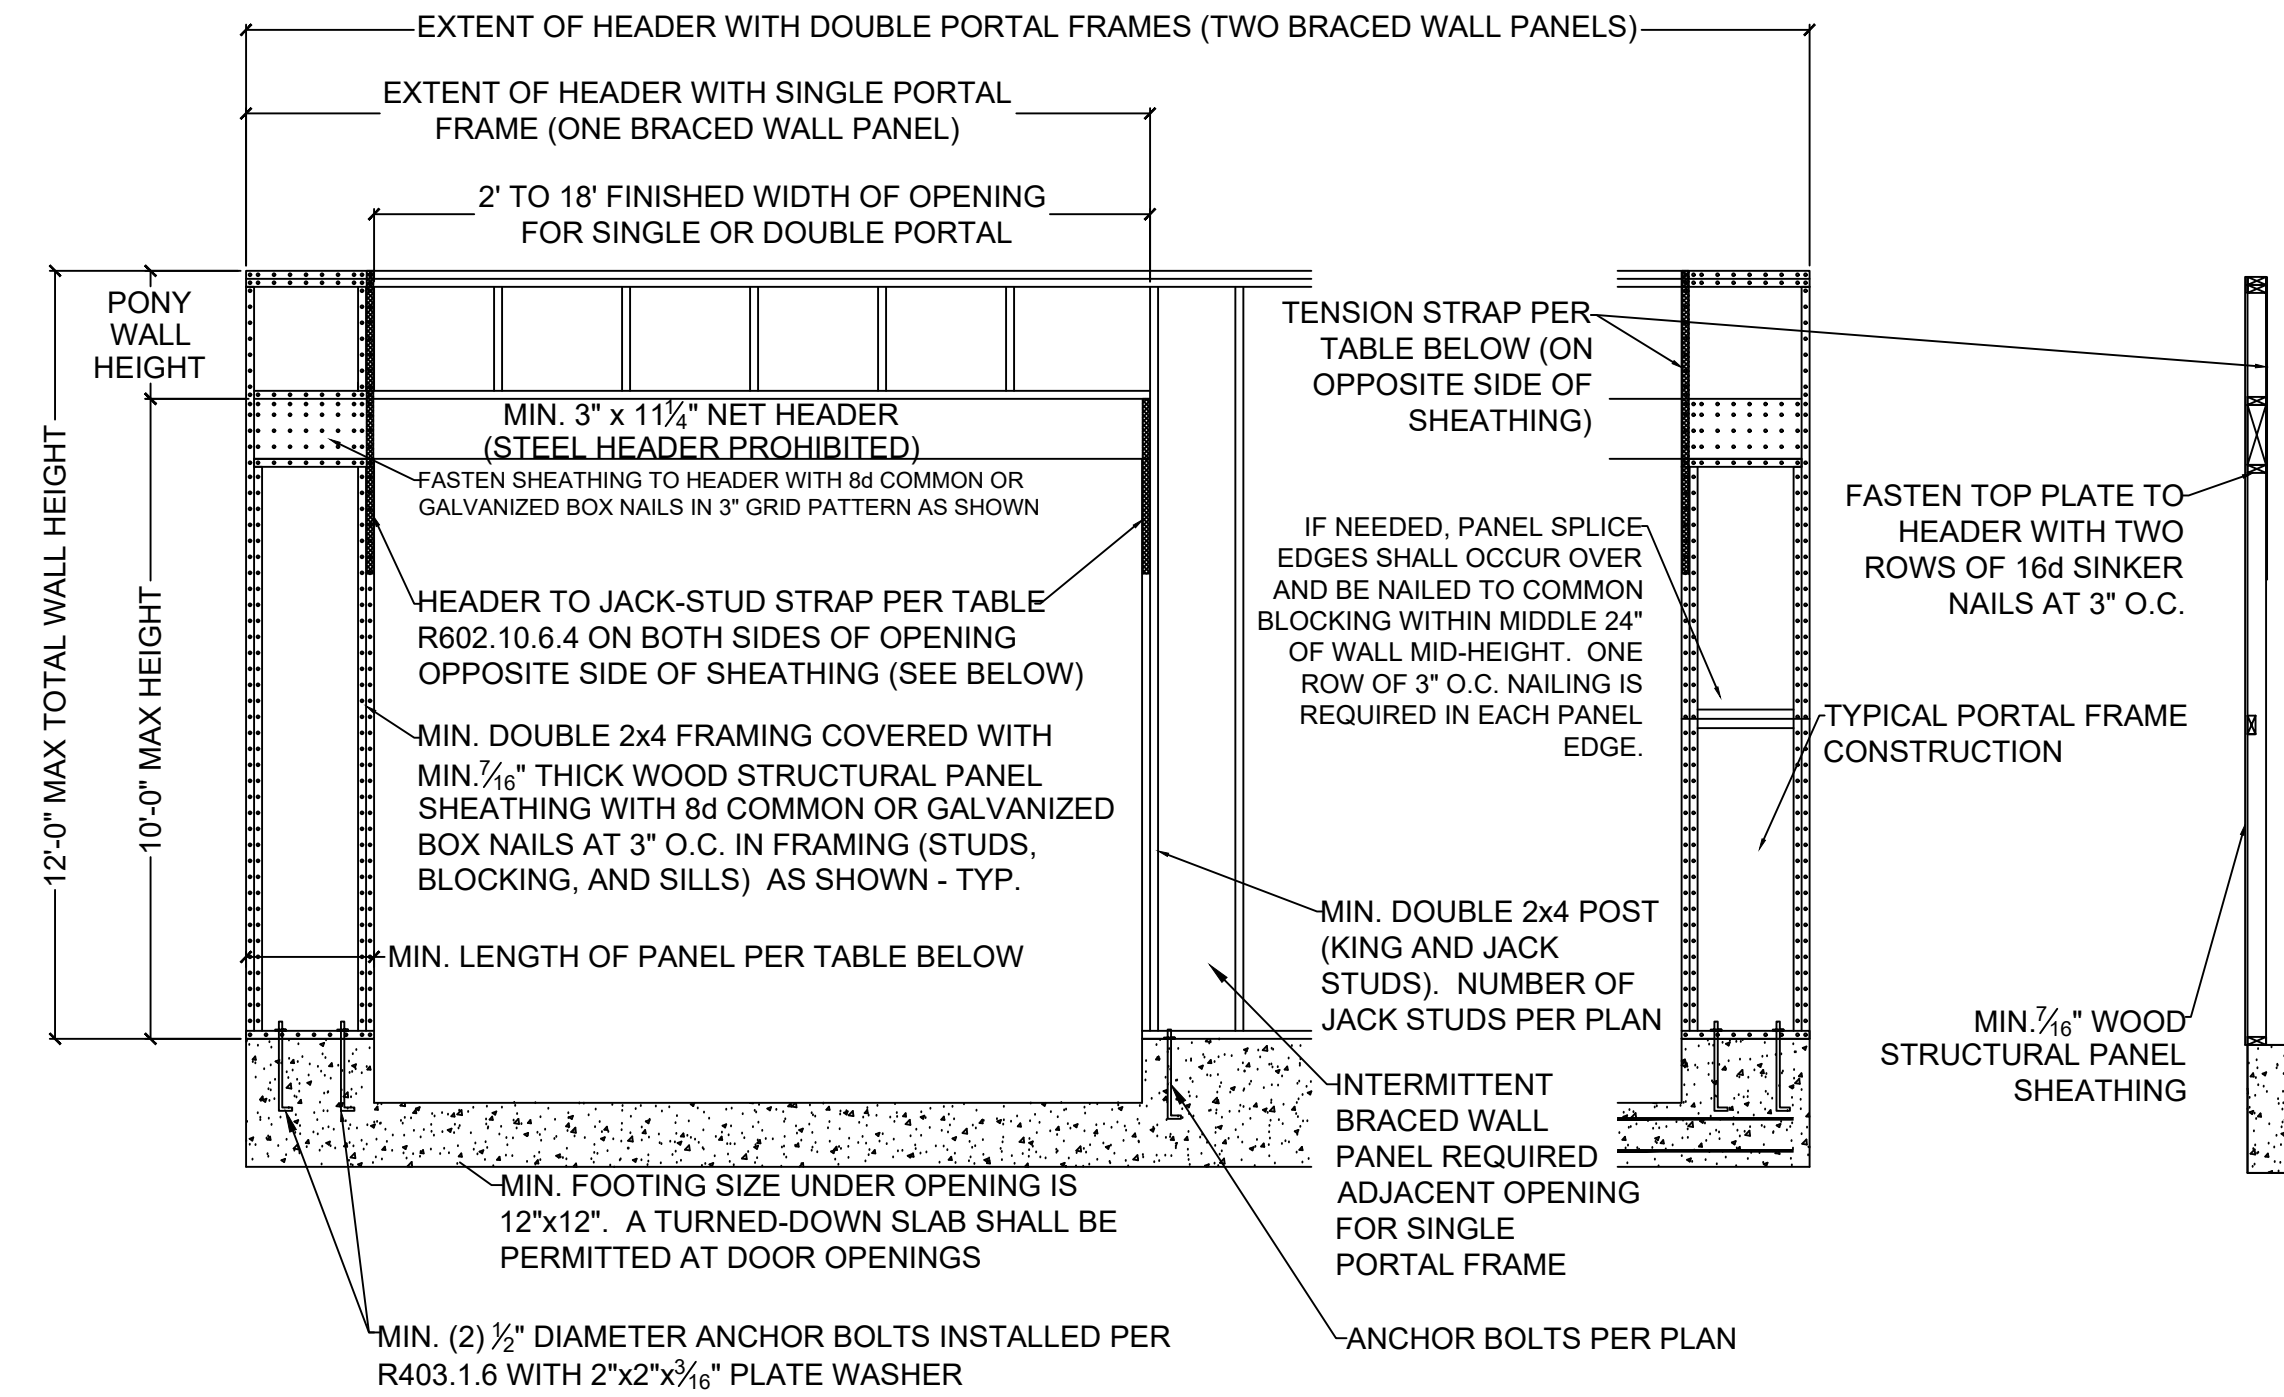 EXTENT OF HEADER WITH DOUBLE PORTAL FRAMES (TWO BRACED WALL PANELS)
EXTENT OF HEADER WITH SINGLE PORTAL
FRAME (ONE BRACED WALL PANEL)
2' TO 18' FINISHED WIDTH OF OPENING
FOR SINGLE OR DOUBLE PORTAL
PONY
WALL
HEIGHT
12'-0" MAX TOTAL WALL HEIGHT
10'-0" MAX HEIGHT
MIN. 3" x 11¼" NET HEADER
(STEEL HEADER PROHIBITED)
FASTEN SHEATHING TO HEADER WITH 8d COMMON OR
GALVANIZED BOX NAILS IN 3" GRID PATTERN AS SHOWN
HEADER TO JACK-STUD STRAP PER TABLE
R602.10.6.4 ON BOTH SIDES OF OPENING
OPPOSITE SIDE OF SHEATHING (SEE BELOW)
MIN. DOUBLE 2x4 FRAMING COVERED WITH
MIN. 7⁄16" THICK WOOD STRUCTURAL PANEL
SHEATHING WITH 8d COMMON OR GALVANIZED
BOX NAILS AT 3" O.C. IN FRAMING (STUDS,
BLOCKING, AND SILLS) AS SHOWN - TYP.
MIN. LENGTH OF PANEL PER TABLE BELOW
MIN. FOOTING SIZE UNDER OPENING IS
12"x12". A TURNED-DOWN SLAB SHALL BE
PERMITTED AT DOOR OPENINGS
MIN. (2) ½" DIAMETER ANCHOR BOLTS INSTALLED PER
R403.1.6 WITH 2"x2"x3⁄16" PLATE WASHER
TENSION STRAP PER
TABLE BELOW (ON
OPPOSITE SIDE OF
SHEATHING)
IF NEEDED, PANEL SPLICE
EDGES SHALL OCCUR OVER
AND BE NAILED TO COMMON
BLOCKING WITHIN MIDDLE 24"
OF WALL MID-HEIGHT. ONE
ROW OF 3" O.C. NAILING IS
REQUIRED IN EACH PANEL
EDGE.
MIN. DOUBLE 2x4 POST
(KING AND JACK
STUDS). NUMBER OF
JACK STUDS PER PLAN
INTERMITTENT
BRACED WALL
PANEL REQUIRED
ADJACENT OPENING
FOR SINGLE
PORTAL FRAME
ANCHOR BOLTS PER PLAN
FASTEN TOP PLATE TO
HEADER WITH TWO
ROWS OF 16d SINKER
NAILS AT 3" O.C.
TYPICAL PORTAL FRAME
CONSTRUCTION
MIN. 7⁄16" WOOD
STRUCTURAL PANEL
SHEATHING